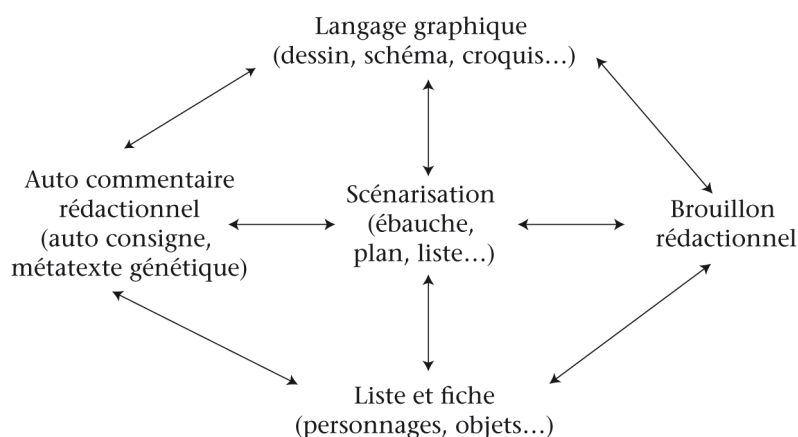 Langage graphique
(dessin, schéma, croquis…)
Auto commentaire
rédactionnel
(auto consigne,
métatexte génétique)
Scénarisation
(ébauche,
plan, liste…)
Brouillon
rédactionnel
Liste et fiche
(personnages, objets…)